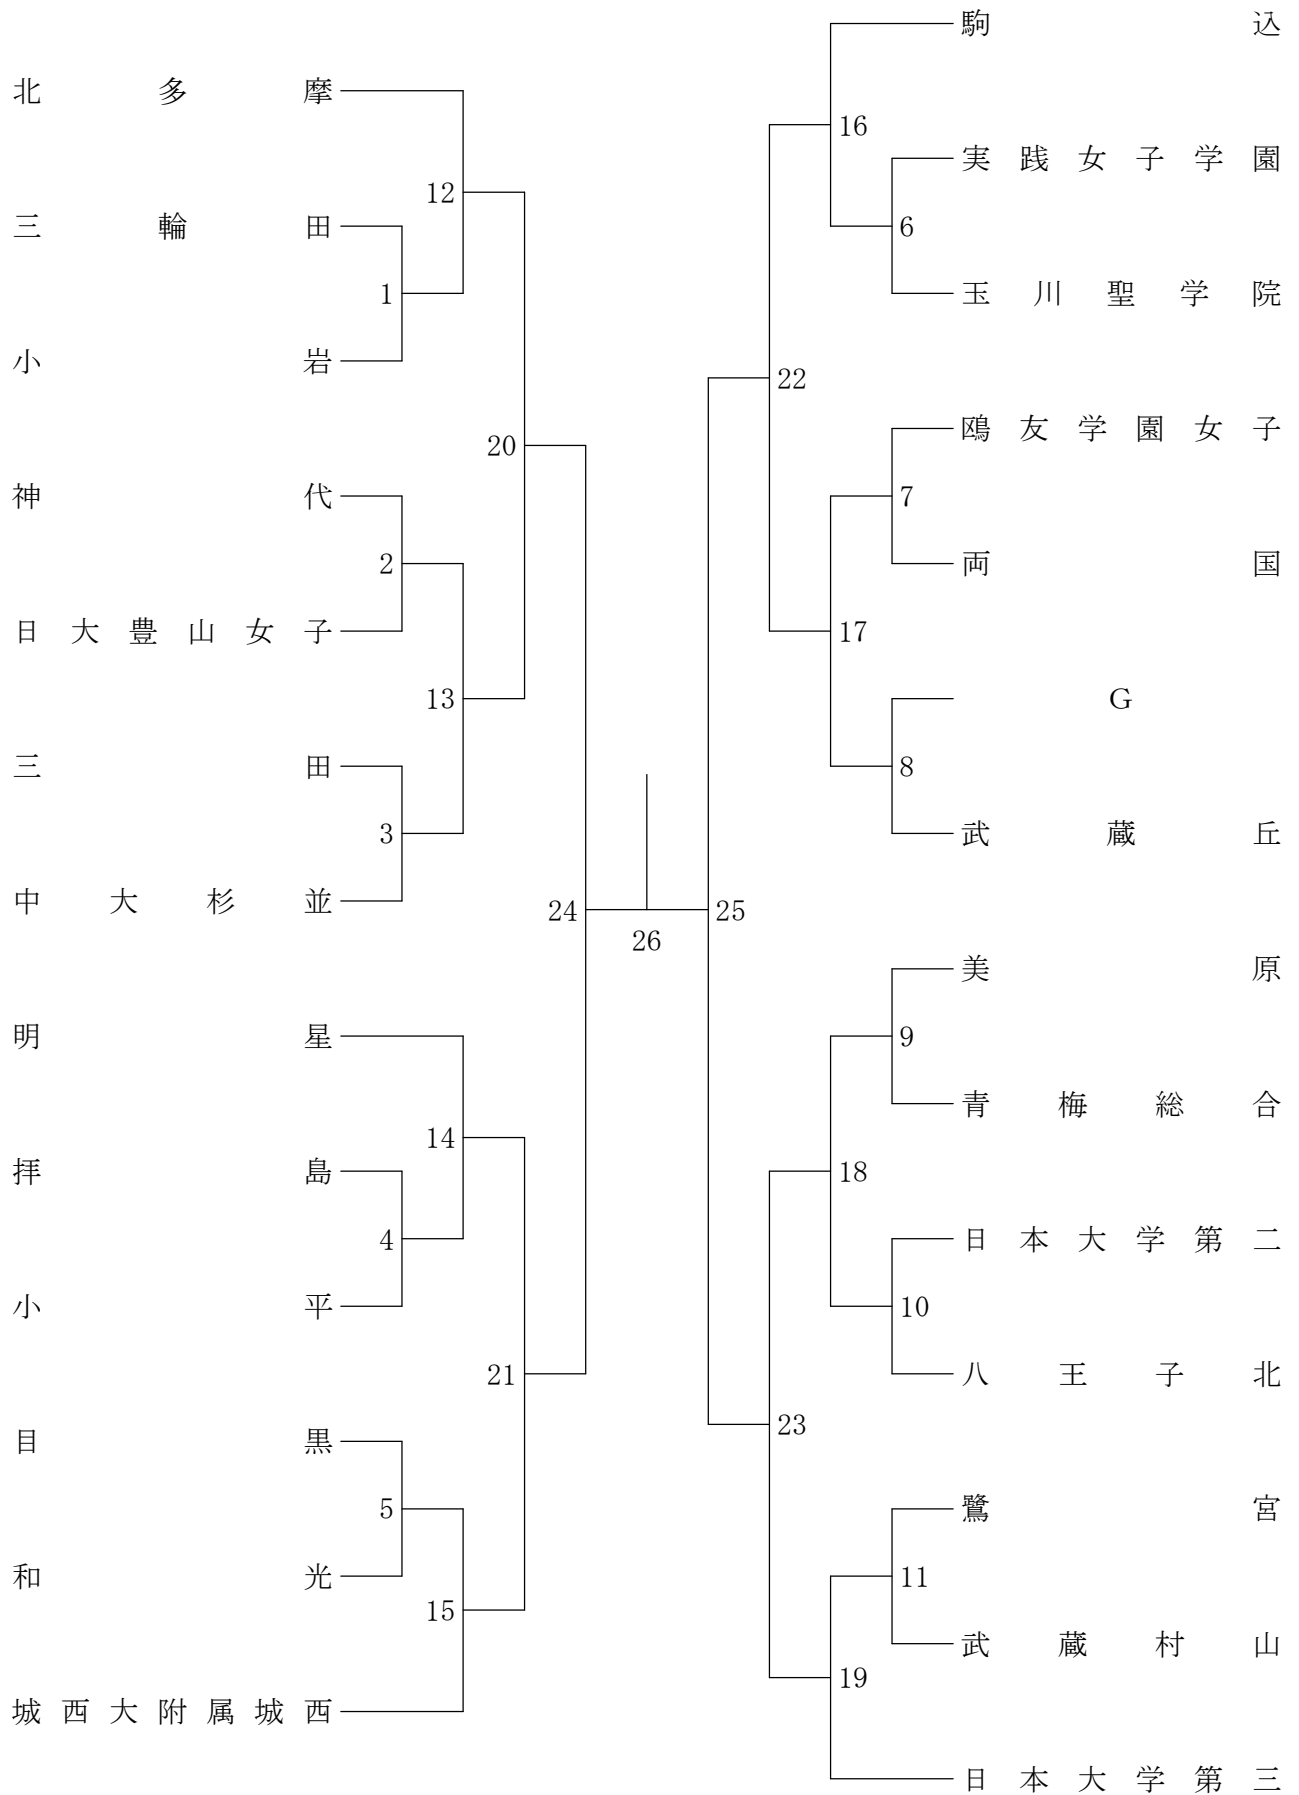 北多摩
12
三輪田
1
小岩
20
神代
2
日大豊山女子
13
三田
3
中大杉並
24
明星
14
拝島
4
小平
21
目黒
5
和光
15
城西大附属城西
26
駒込
16
実践女子学園
6
玉川聖学院
22
鴎友学園女子
7
両国
17
G
8
武蔵丘
25
美原
9
青梅総合
18
日本大学第二
10
八王子北
23
鷺宮
11
武蔵村山
19
日本大学第三